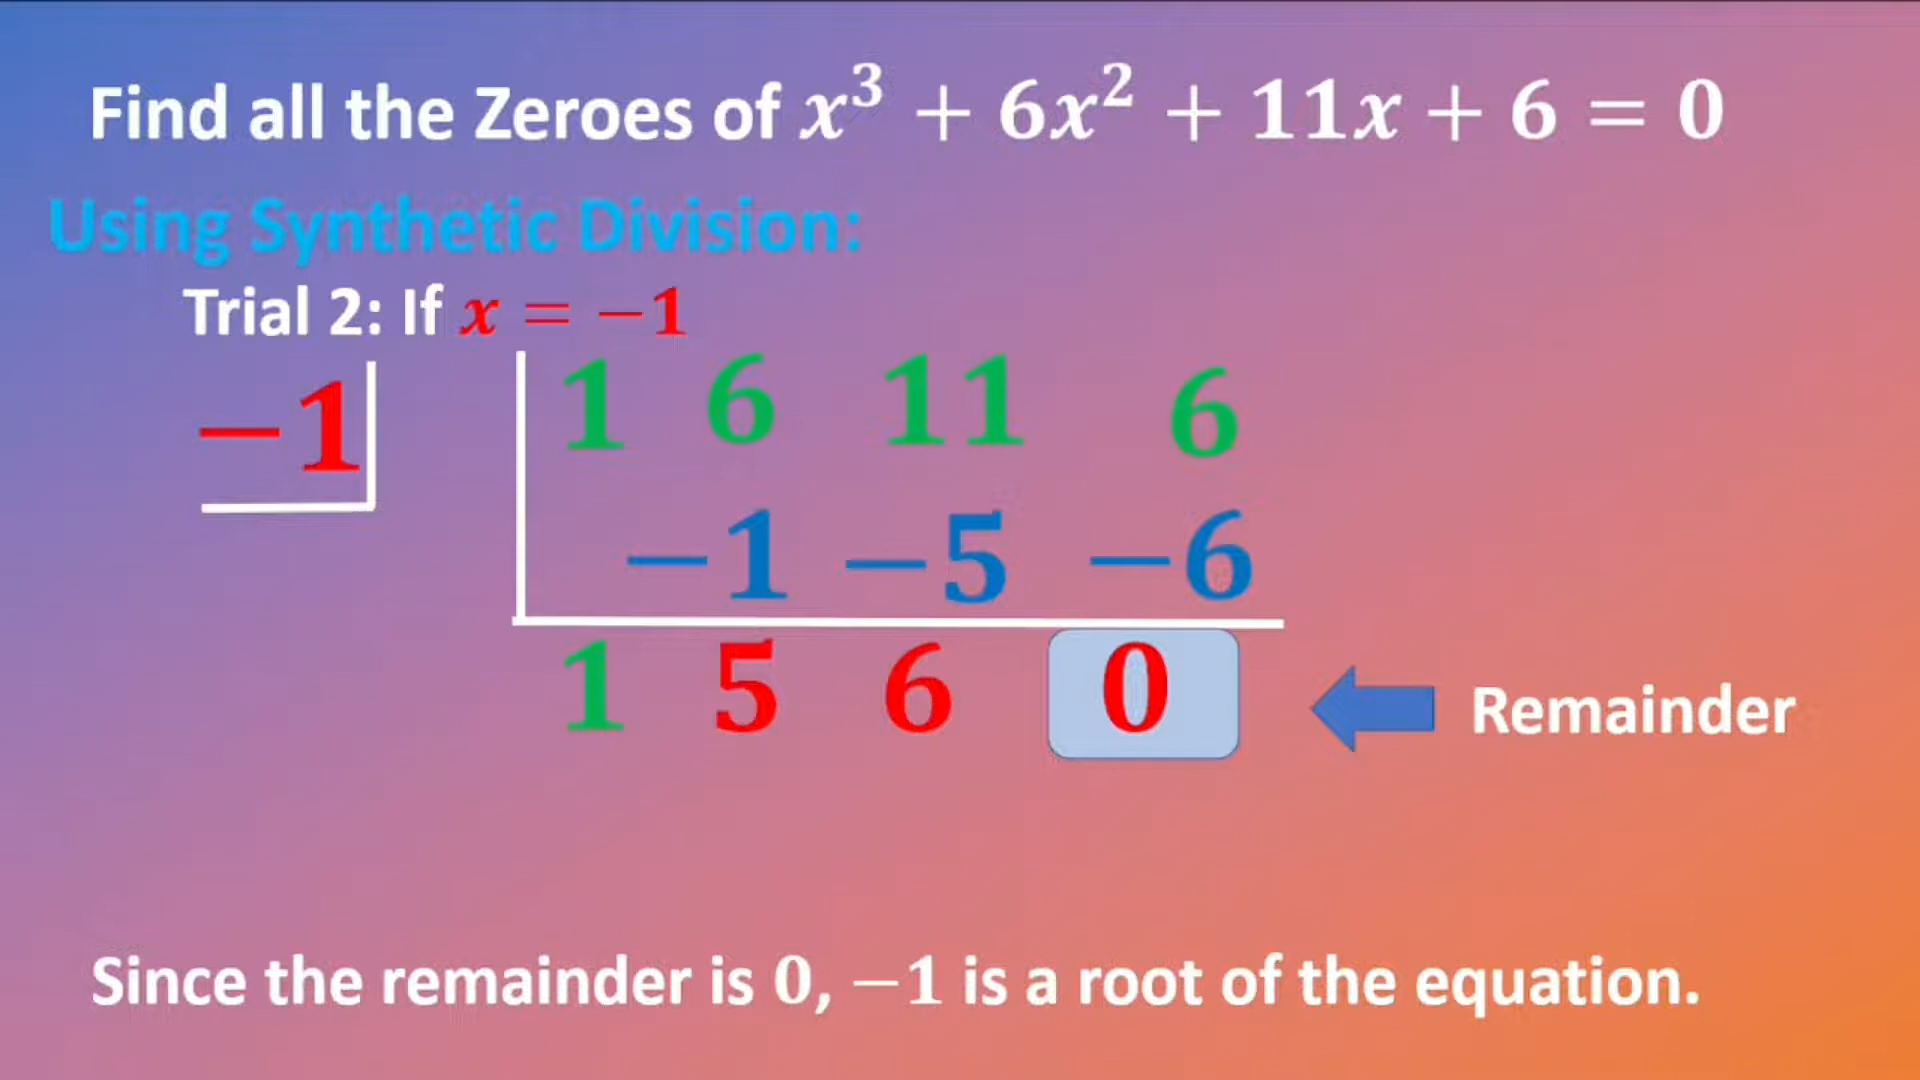 Find all the Zeroes of x³ + 6x² + 11x + 6 = 0
Using Synthetic Division:
Trial 2: If x = −1
−1 1 6 11 6
−1 −5 −6
1 5 6 0 Remainder
Since the remainder is 0, −1 is a root of the equation.